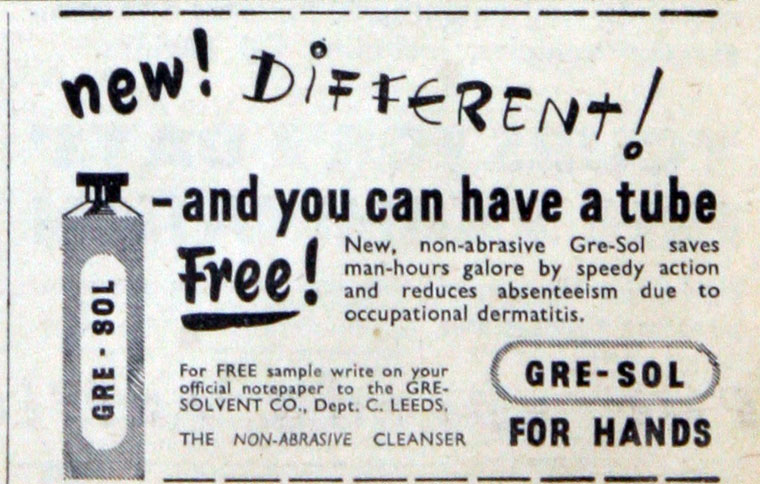 new! DIFFERENT!
-and you can have a tube
Free!
New, non-abrasive Gre-Sol saves
man-hours galore by speedy action
and reduces absenteeism due to
occupational dermatitis.
GRE-SOL
For FREE sample write on your
official notepaper to the GRE-
SOLVENT CO., Dept. C. LEEDS.
THE NON-ABRASIVE CLEANSER
GRE-SOL
FOR HANDS